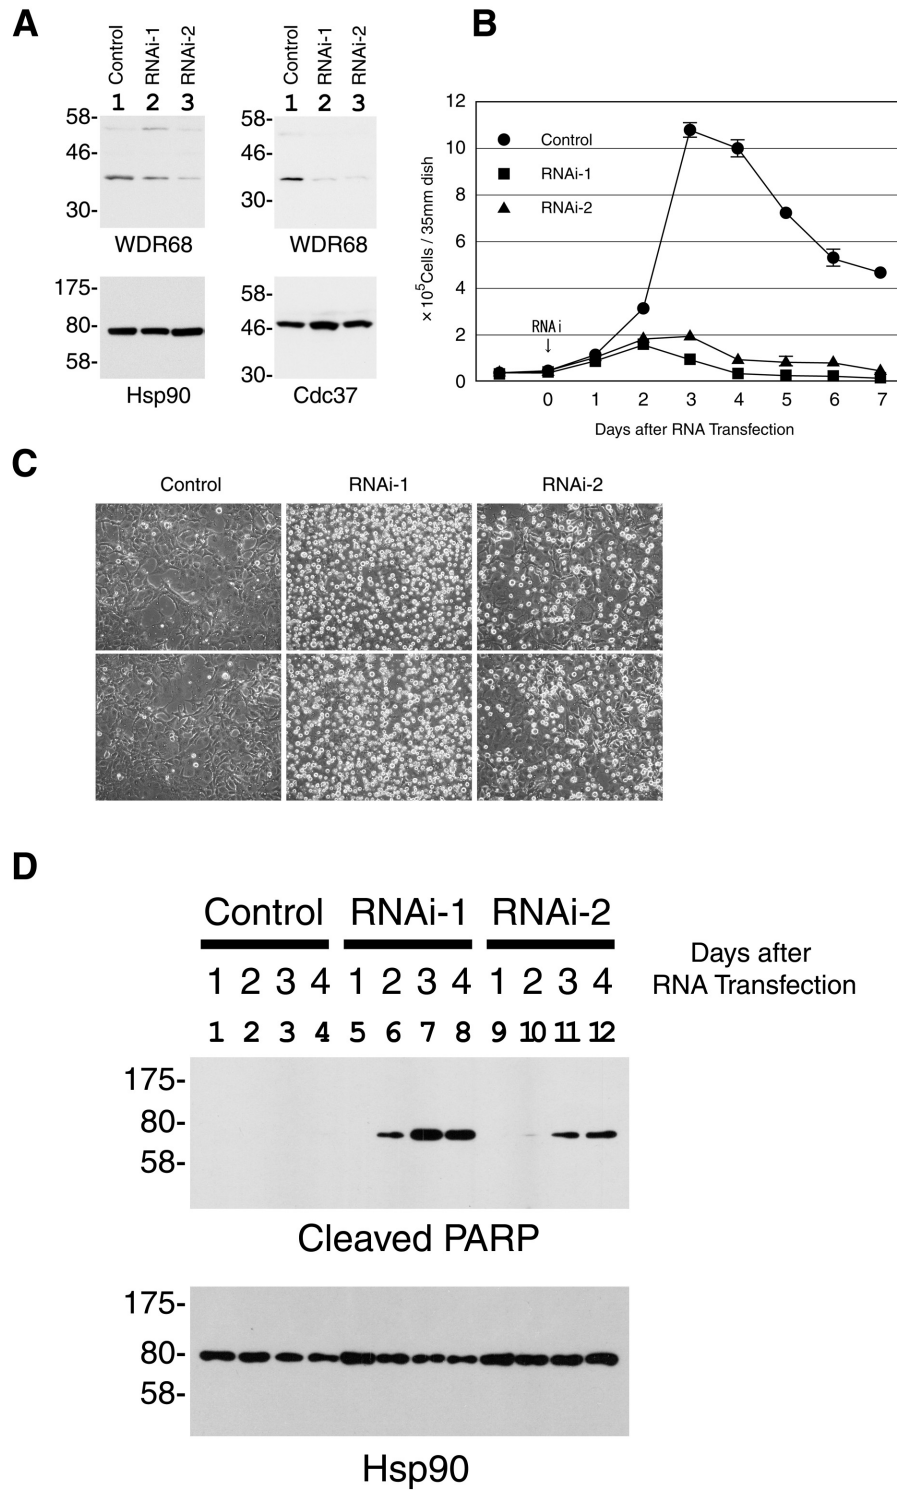 A
Control
RNAi-1
RNAi-2
1 2 3
58-
46-
30-
WDR68
175-
80-
58-
Hsp90
Control
RNAi-1
RNAi-2
1 2 3
58-
46-
30-
WDR68
58-
46-
30-
Cdc37
B
12
10
8
6
4
2
0
×10⁵Cells / 35mm dish
Control
RNAi-1
RNAi-2
RNAi
↓
0 1 2 3 4 5 6 7
Days after RNA Transfection
C
Control RNAi-1 RNAi-2
D
Control RNAi-1 RNAi-2
1 2 3 4 1 2 3 4 1 2 3 4
Days after
RNA Transfection
1 2 3 4 5 6 7 8 9 10 11 12
175-
80-
58-
Cleaved PARP
175-
80-
58-
Hsp90